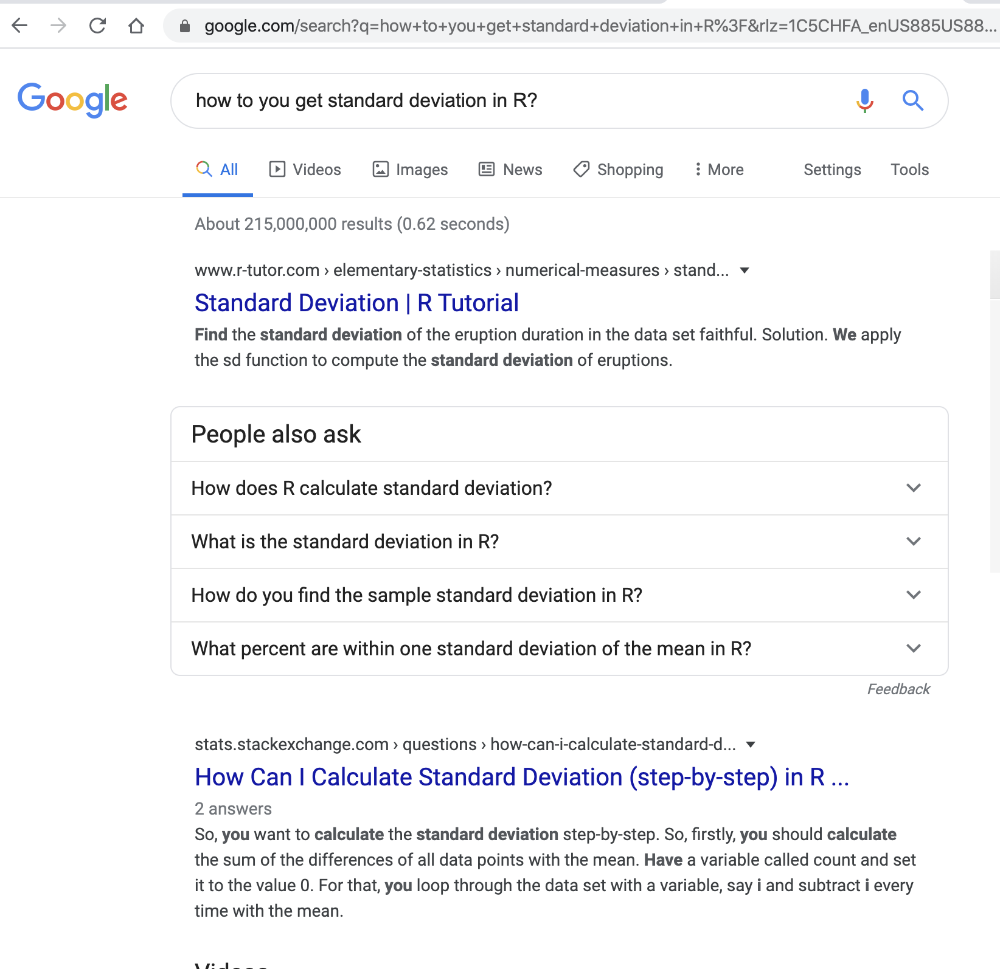 google.com/search?q=how+to+you+get+standard+deviation+in+R%3F&rlz=1C5CHFA_enUS885US88...
Google
how to you get standard deviation in R?
All Videos Images News Shopping More Settings Tools
About 215,000,000 results (0.62 seconds)
www.r-tutor.com › elementary-statistics › numerical-measures › stand...
Standard Deviation | R Tutorial
Find the standard deviation of the eruption duration in the data set faithful. Solution. We apply
the sd function to compute the standard deviation of eruptions.
People also ask
How does R calculate standard deviation?
What is the standard deviation in R?
How do you find the sample standard deviation in R?
What percent are within one standard deviation of the mean in R?
Feedback
stats.stackexchange.com › questions › how-can-i-calculate-standard-d...
How Can I Calculate Standard Deviation (step-by-step) in R ...
2 answers
So, you want to calculate the standard deviation step-by-step. So, firstly, you should calculate
the sum of the differences of all data points with the mean. Have a variable called count and set
it to the value 0. For that, you loop through the data set with a variable, say i and subtract i every
time with the mean.
Videos